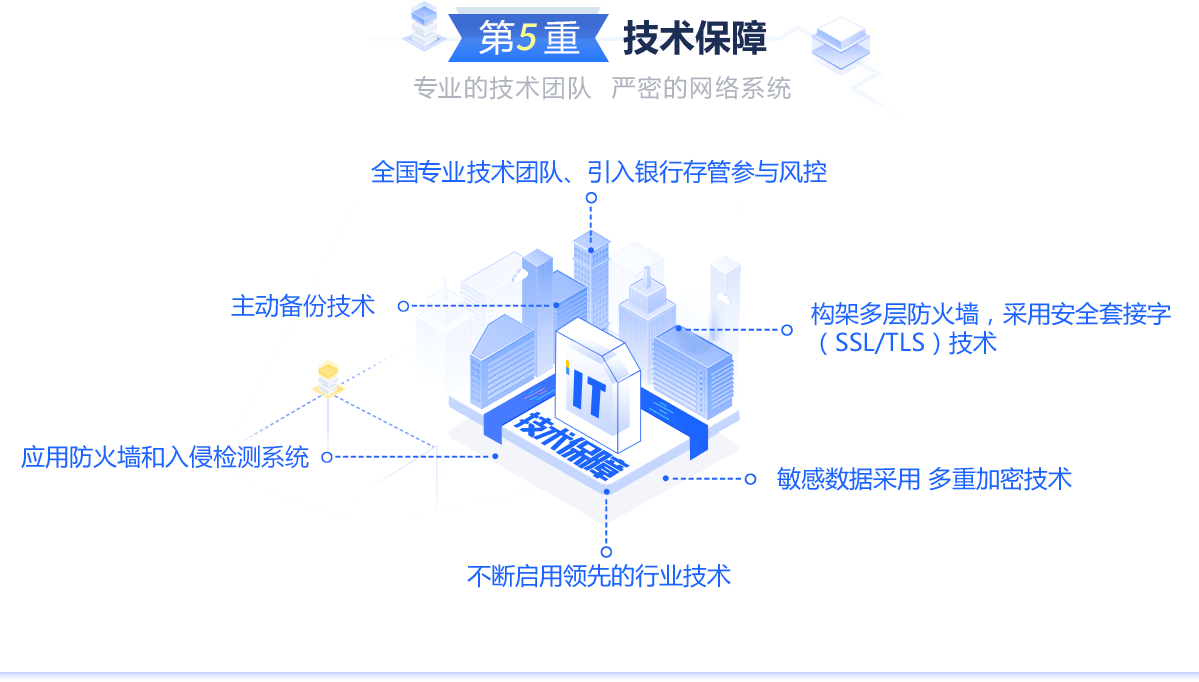 第5重 技术保障
专业的技术团队 严密的网络系统
全国专业技术团队、引入银行存管参与风控
主动备份技术
构架多层防火墙，采用安全套接字
（SSL/TLS）技术
IT
技术保障
应用防火墙和入侵检测系统
敏感数据采用 多重加密技术
不断启用领先的行业技术